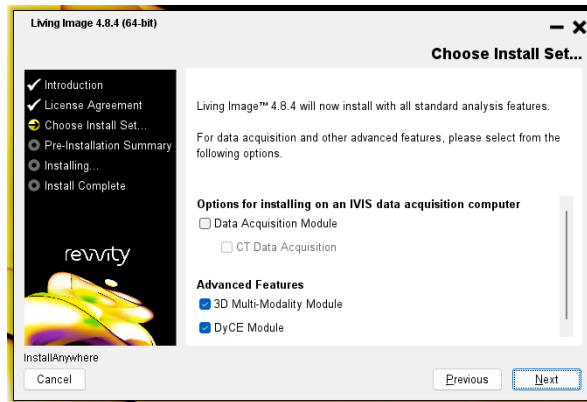 Living Image 4.8.4 (64-bit)
Choose Install Set...
Introduction
License Agreement
Choose Install Set...
Pre-Installation Summary
Installing...
Install Complete
revvity
Living Image™ 4.8.4 will now install with all standard analysis features.
For data acquisition and other advanced features, please select from the
following options.
Options for installing on an IVIS data acquisition computer
Data Acquisition Module
CT Data Acquisition
Advanced Features
3D Multi-Modality Module
DyCE Module
InstallAnywhere
Cancel
Previous
Next